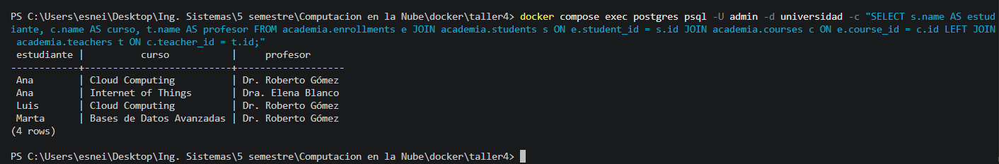 PS C:\Users\esnei\Desktop\Ing. Sistemas\5 semestre\Computacion en la Nube\docker\taller4> docker compose exec postgres psql -U admin -d universidad -c "SELECT s.name AS estud
iante, c.name AS curso, t.name AS profesor FROM academia.enrollments e JOIN academia.students s ON e.student_id = s.id JOIN academia.courses c ON e.course_id = c.id LEFT JOIN
 academia.teachers t ON c.teacher_id = t.id;"
 estudiante |          curso           |     profesor
------------+--------------------------+-------------------
 Ana        | Cloud Computing          | Dr. Roberto Gómez
 Ana        | Internet of Things       | Dra. Elena Blanco
 Luis       | Cloud Computing          | Dr. Roberto Gómez
 Marta      | Bases de Datos Avanzadas | Dr. Roberto Gómez
(4 rows)
PS C:\Users\esnei\Desktop\Ing. Sistemas\5 semestre\Computacion en la Nube\docker\taller4>